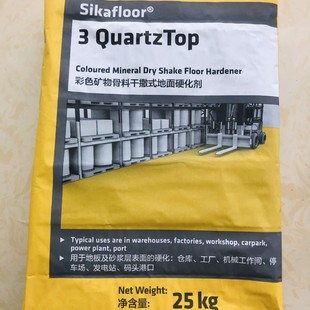 Sikafloor®
3 QuartzTop
Coloured Mineral Dry Shake Floor Hardener
彩色矿物骨料干撒式地面硬化剂
▪ Typical uses are in warehouses, factories, workshop, carpark,
power plant, port
▪ 用于地板及砂浆层表面的硬化：仓库、工厂、机械工作间、停
车场、发电站、码头港口
Net Weight:
净含量: 25 kg